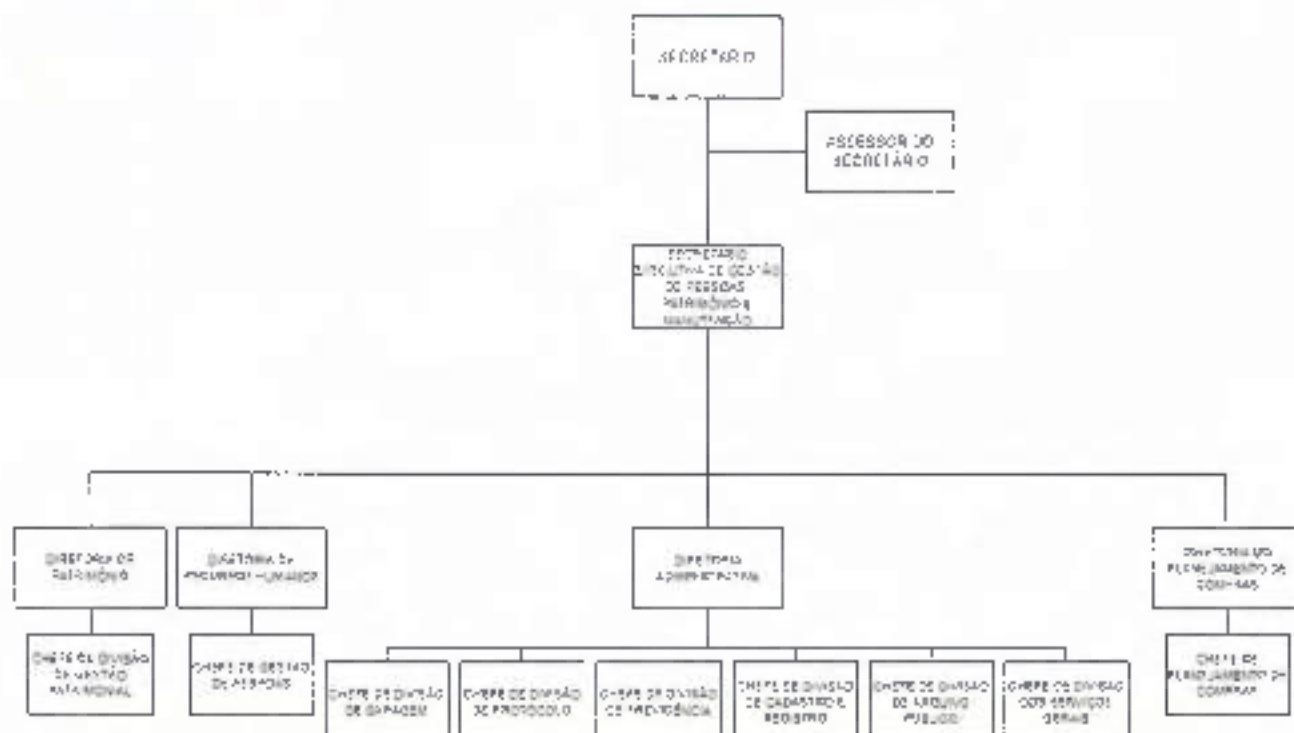 SECRETÁRIO
ASSESSOR DO
SECRETÁRIO
SECRETARIO
EXECUTIVA DE GESTÃO
DE PESSOAS
PATRIMÔNIO E
MANUTENÇÃO
DIRETORIA DE
PATRIMÔNIO
DIRETORIA DE
RECURSOS HUMANOS
DIRETORIA
ADMINISTRATIVA
DIRETORIA DO
PLANEJAMENTO DE
COMPRAS
CHEFE DE DIVISÃO
DE GESTÃO
PATRIMONIAL
CHEFE DE GESTÃO
DE PESSOAS
CHEFE DE DIVISÃO
DE GARAGEM
CHEFE DE DIVISÃO
DE PROTOCOLO
CHEFE DE DIVISÃO
DE PREVIDÊNCIA
CHEFE DE DIVISÃO
DE CADASTRO E
REGISTRO
CHEFE DE DIVISÃO
DE ARQUIVO
PÚBLICO
CHEFE DE DIVISÃO
DOS SERVIÇOS
GERAIS
CHEFE DE
PLANEJAMENTO DE
COMPRAS